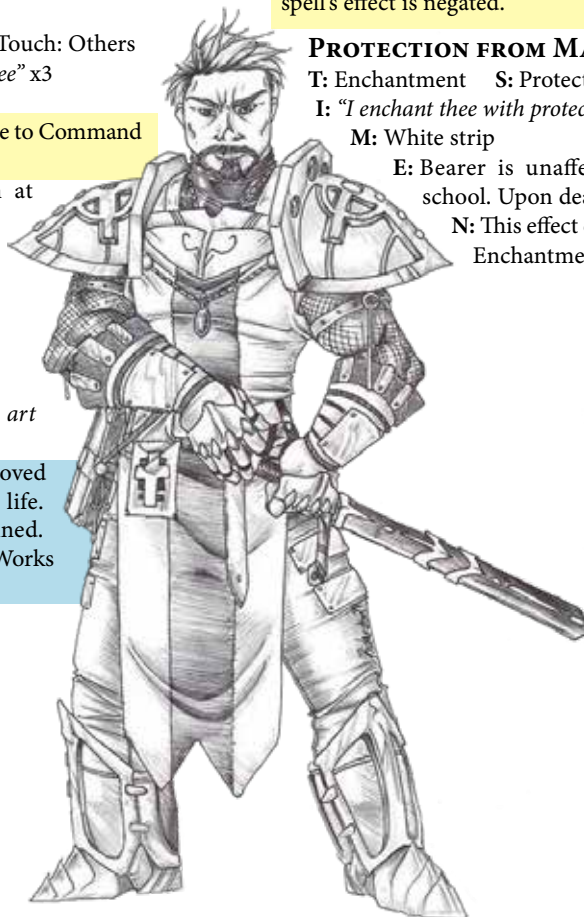 Touch: Others
ee” x3
e to Command
at
art
oved
life.
ned.
Works
spell’s effect is negated.
Protection from MA
T: Enchantment S: Protect
I: “I enchant thee with protec
M: White strip
E: Bearer is unaffe
school. Upon dea
N: This effect
Enchantme